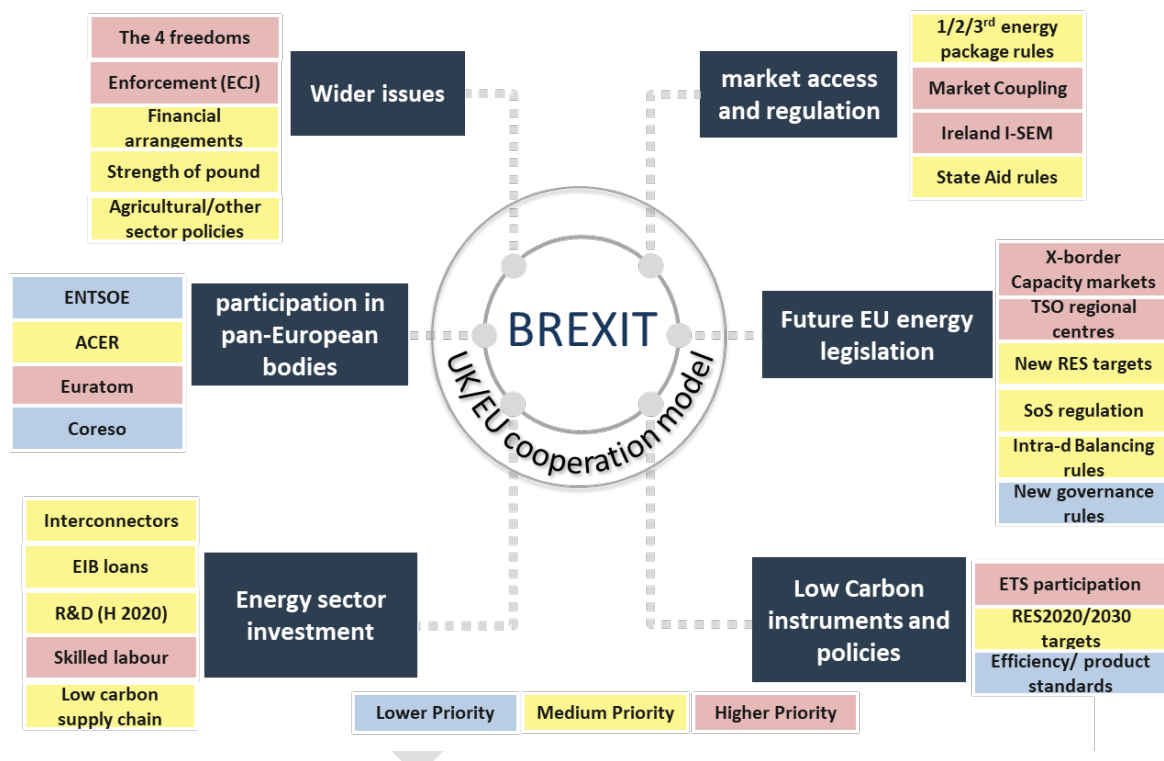 The 4 freedoms
Enforcement (ECJ)
Financial
arrangements
Strength of pound
Agricultural/other
sector policies
Wider issues
market access
and regulation
1/2/3rd energy
package rules
Market Coupling
Ireland I-SEM
State Aid rules
ENTSOE
ACER
Euratom
Coreso
participation in
pan-European
bodies
BREXIT
UK/EU cooperation model
Future EU energy
legislation
X-border
Capacity markets
TSO regional
centres
New RES targets
SoS regulation
Intra-d Balancing
rules
New governance
rules
Interconnectors
EIB loans
R&D (H 2020)
Skilled labour
Low carbon
supply chain
Energy sector
investment
Low Carbon
instruments and
policies
ETS participation
RES2020/2030
targets
Efficiency/ product
standards
Lower Priority
Medium Priority
Higher Priority